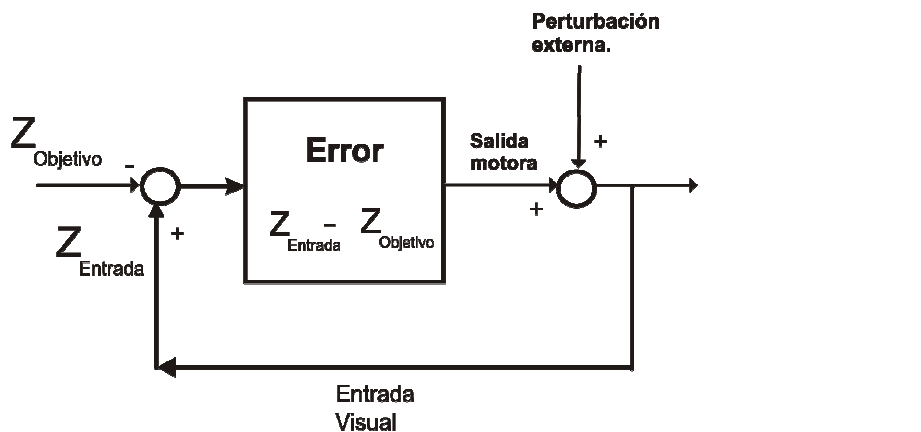 Perturbación
externa.
Z Objetivo
-
Error
Salida
motora
+
+
Z Entrada
+
Z Entrada - Z Objetivo
Entrada
Visual